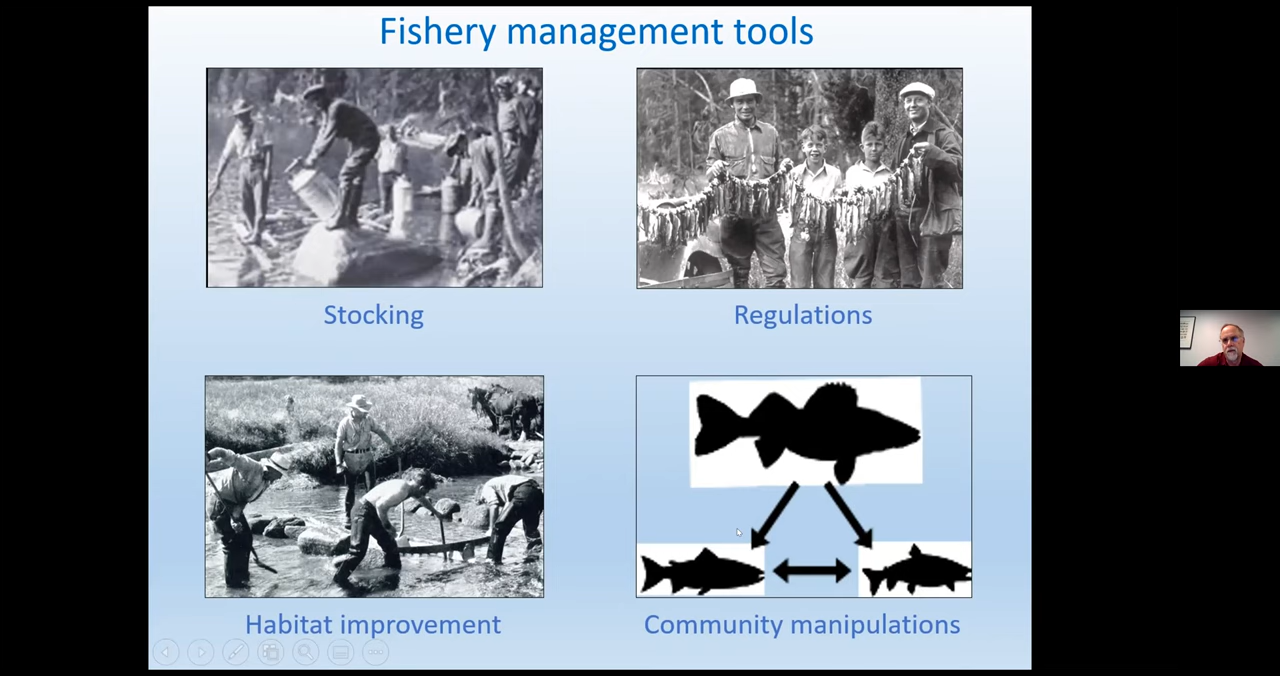 Fishery management tools
Stocking
Regulations
Habitat improvement
Community manipulations